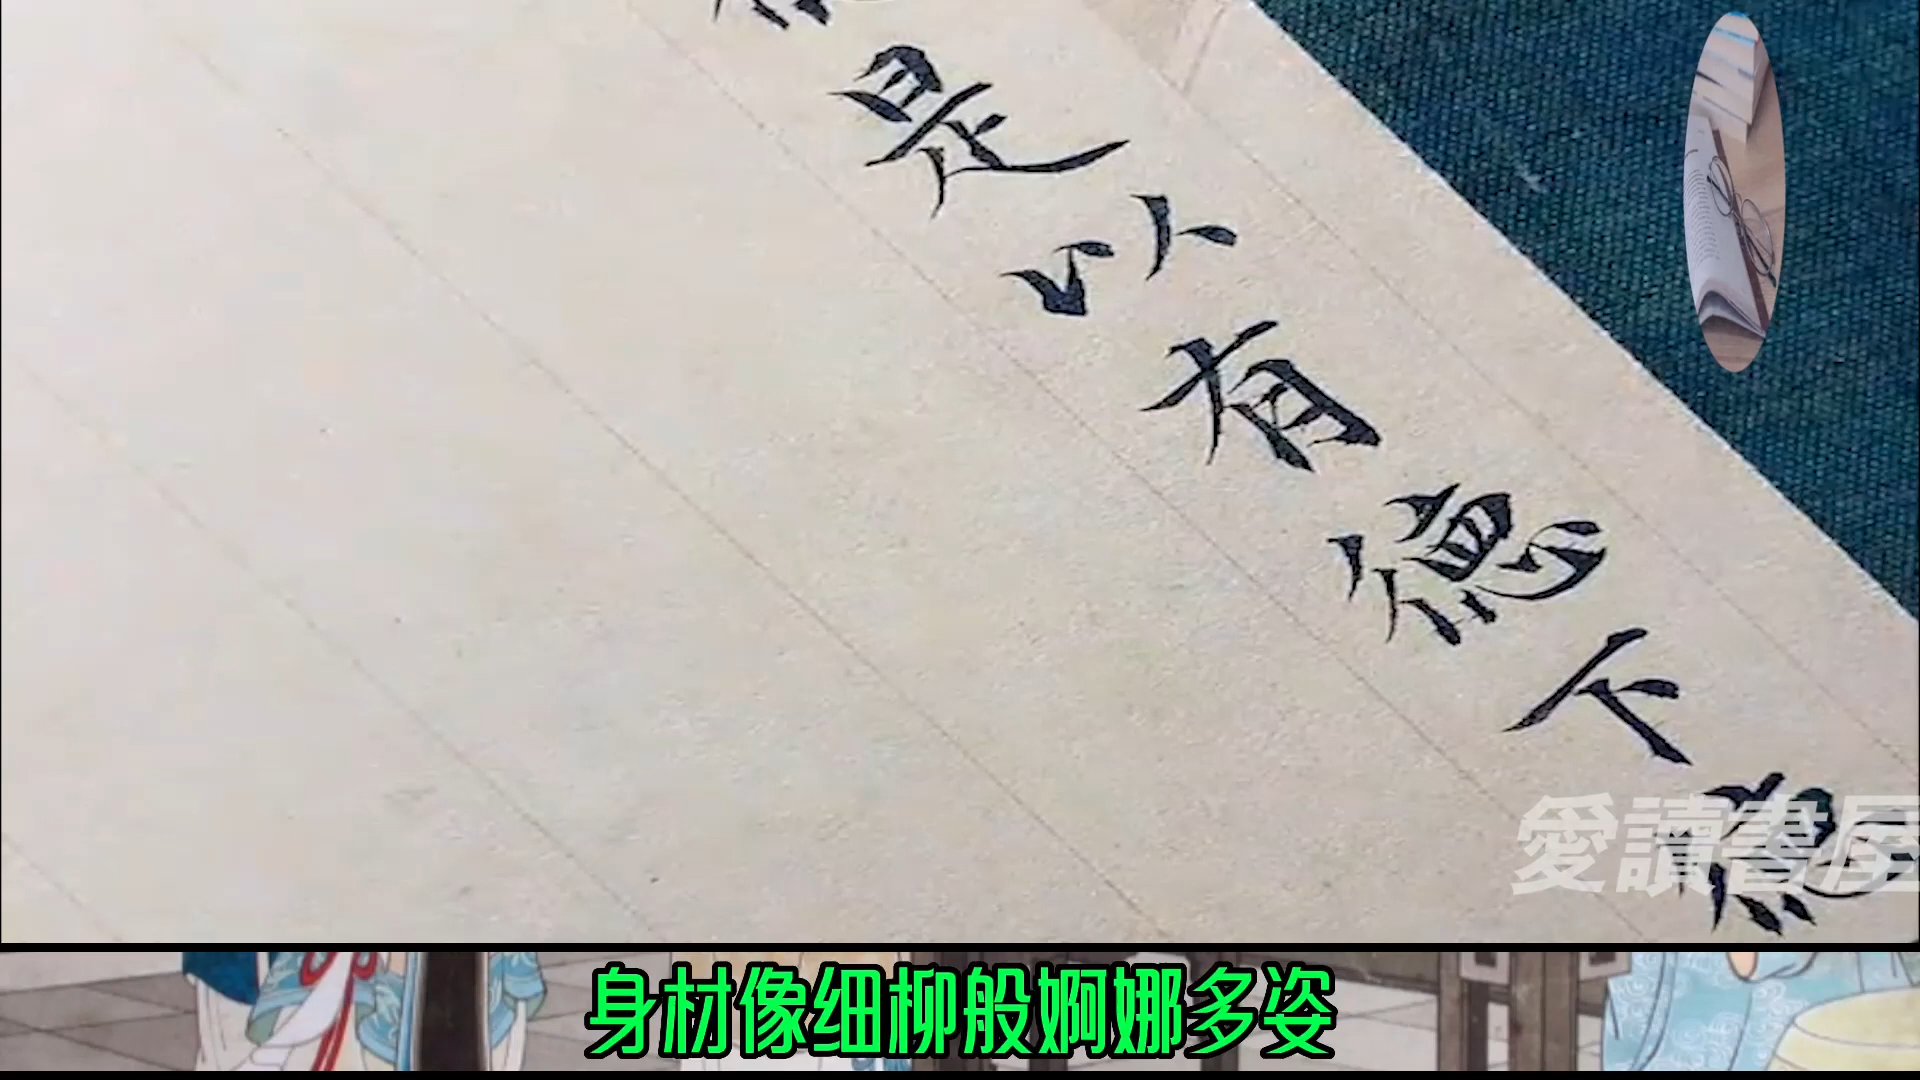 是以有德下德
愛讀書屋
身材像细柳般婀娜多姿